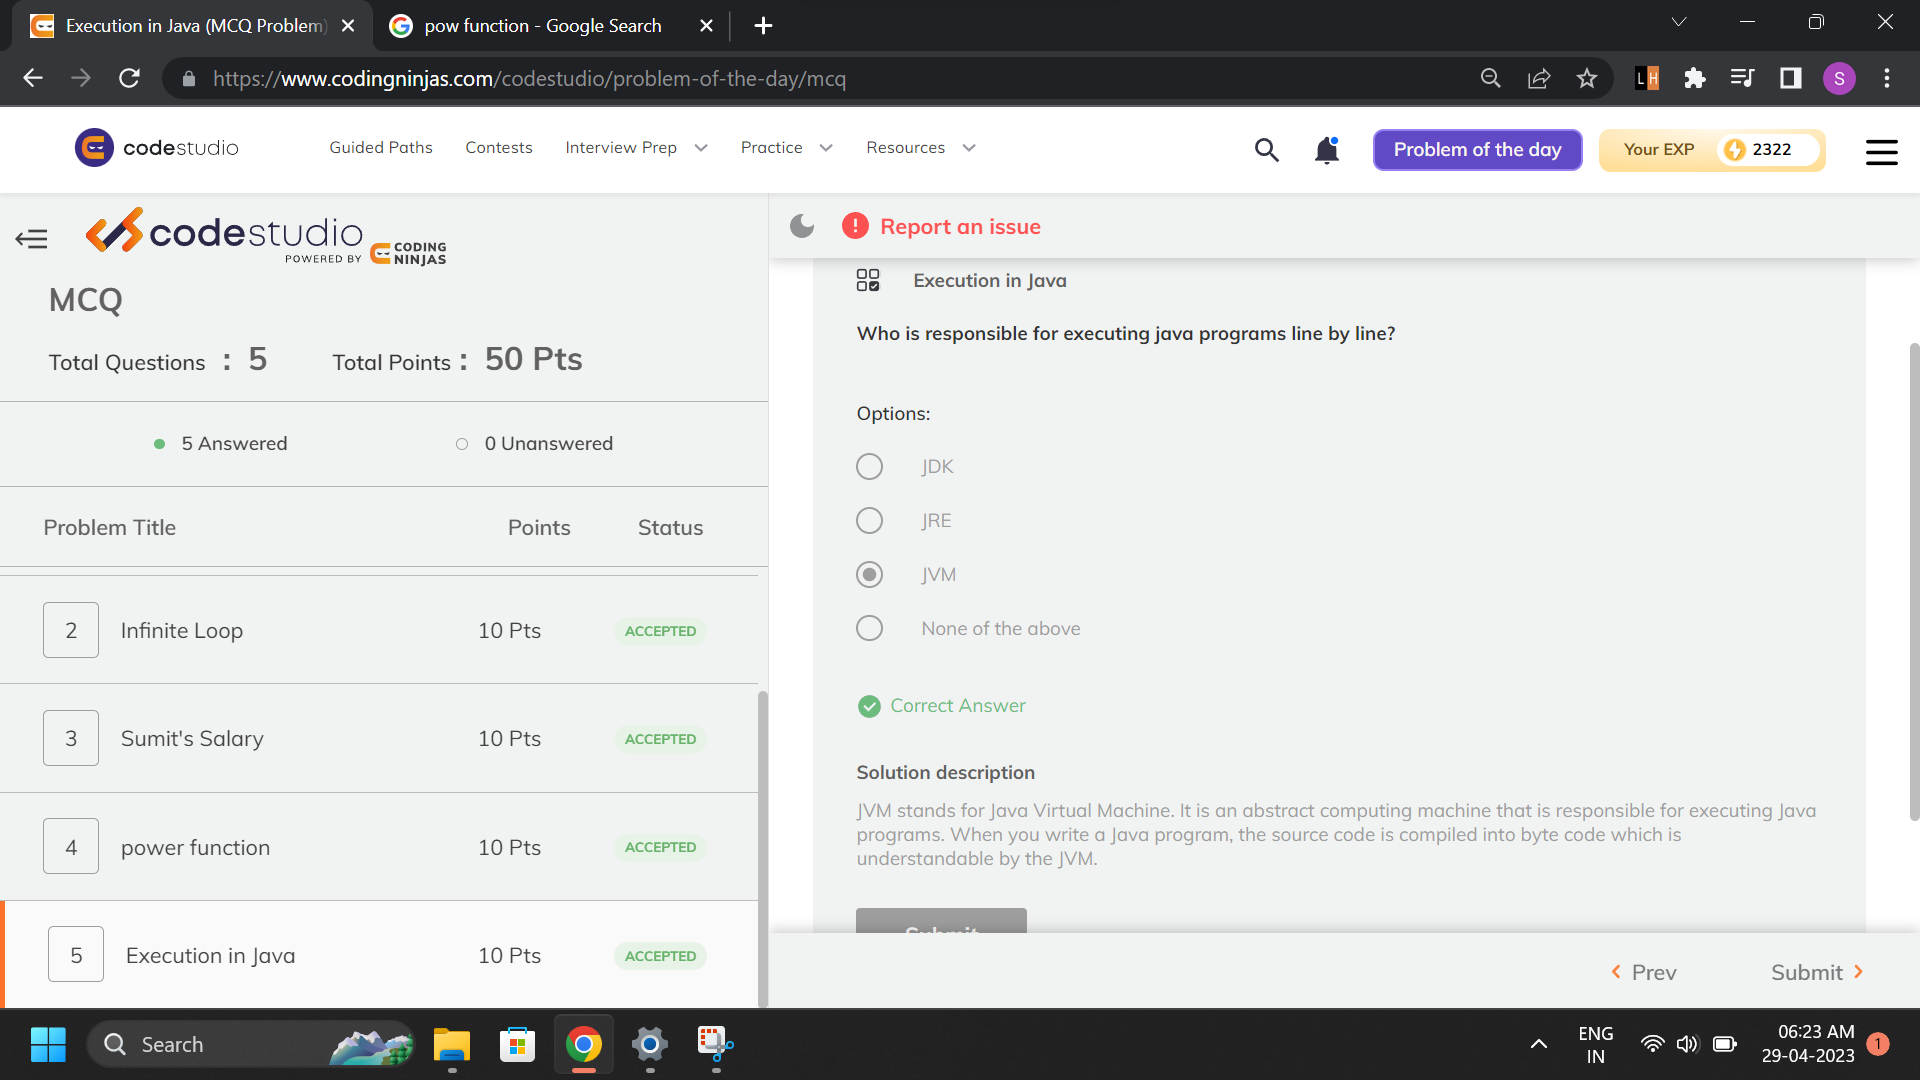 Execution in Java (MCQ Problem)
pow function - Google Search
https://www.codingninjas.com/codestudio/problem-of-the-day/mcq
LH
S
codestudio
Guided Paths
Contests
Interview Prep
Practice
Resources
Problem of the day
Your EXP
2322
codestudio
POWERED BY
CODING
NINJAS
MCQ
Total Questions : 5
Total Points : 50 Pts
5 Answered
0 Unanswered
Problem Title
Points
Status
2
Infinite Loop
10 Pts
ACCEPTED
3
Sumit's Salary
10 Pts
ACCEPTED
4
power function
10 Pts
ACCEPTED
5
Execution in Java
10 Pts
ACCEPTED
Report an issue
Execution in Java
Who is responsible for executing java programs line by line?
Options:
JDK
JRE
JVM
None of the above
Correct Answer
Solution description
JVM stands for Java Virtual Machine. It is an abstract computing machine that is responsible for executing Java
programs. When you write a Java program, the source code is compiled into byte code which is
understandable by the JVM.
Submit
Prev
Submit
Search
ENG
IN
06:23 AM
29-04-2023
1